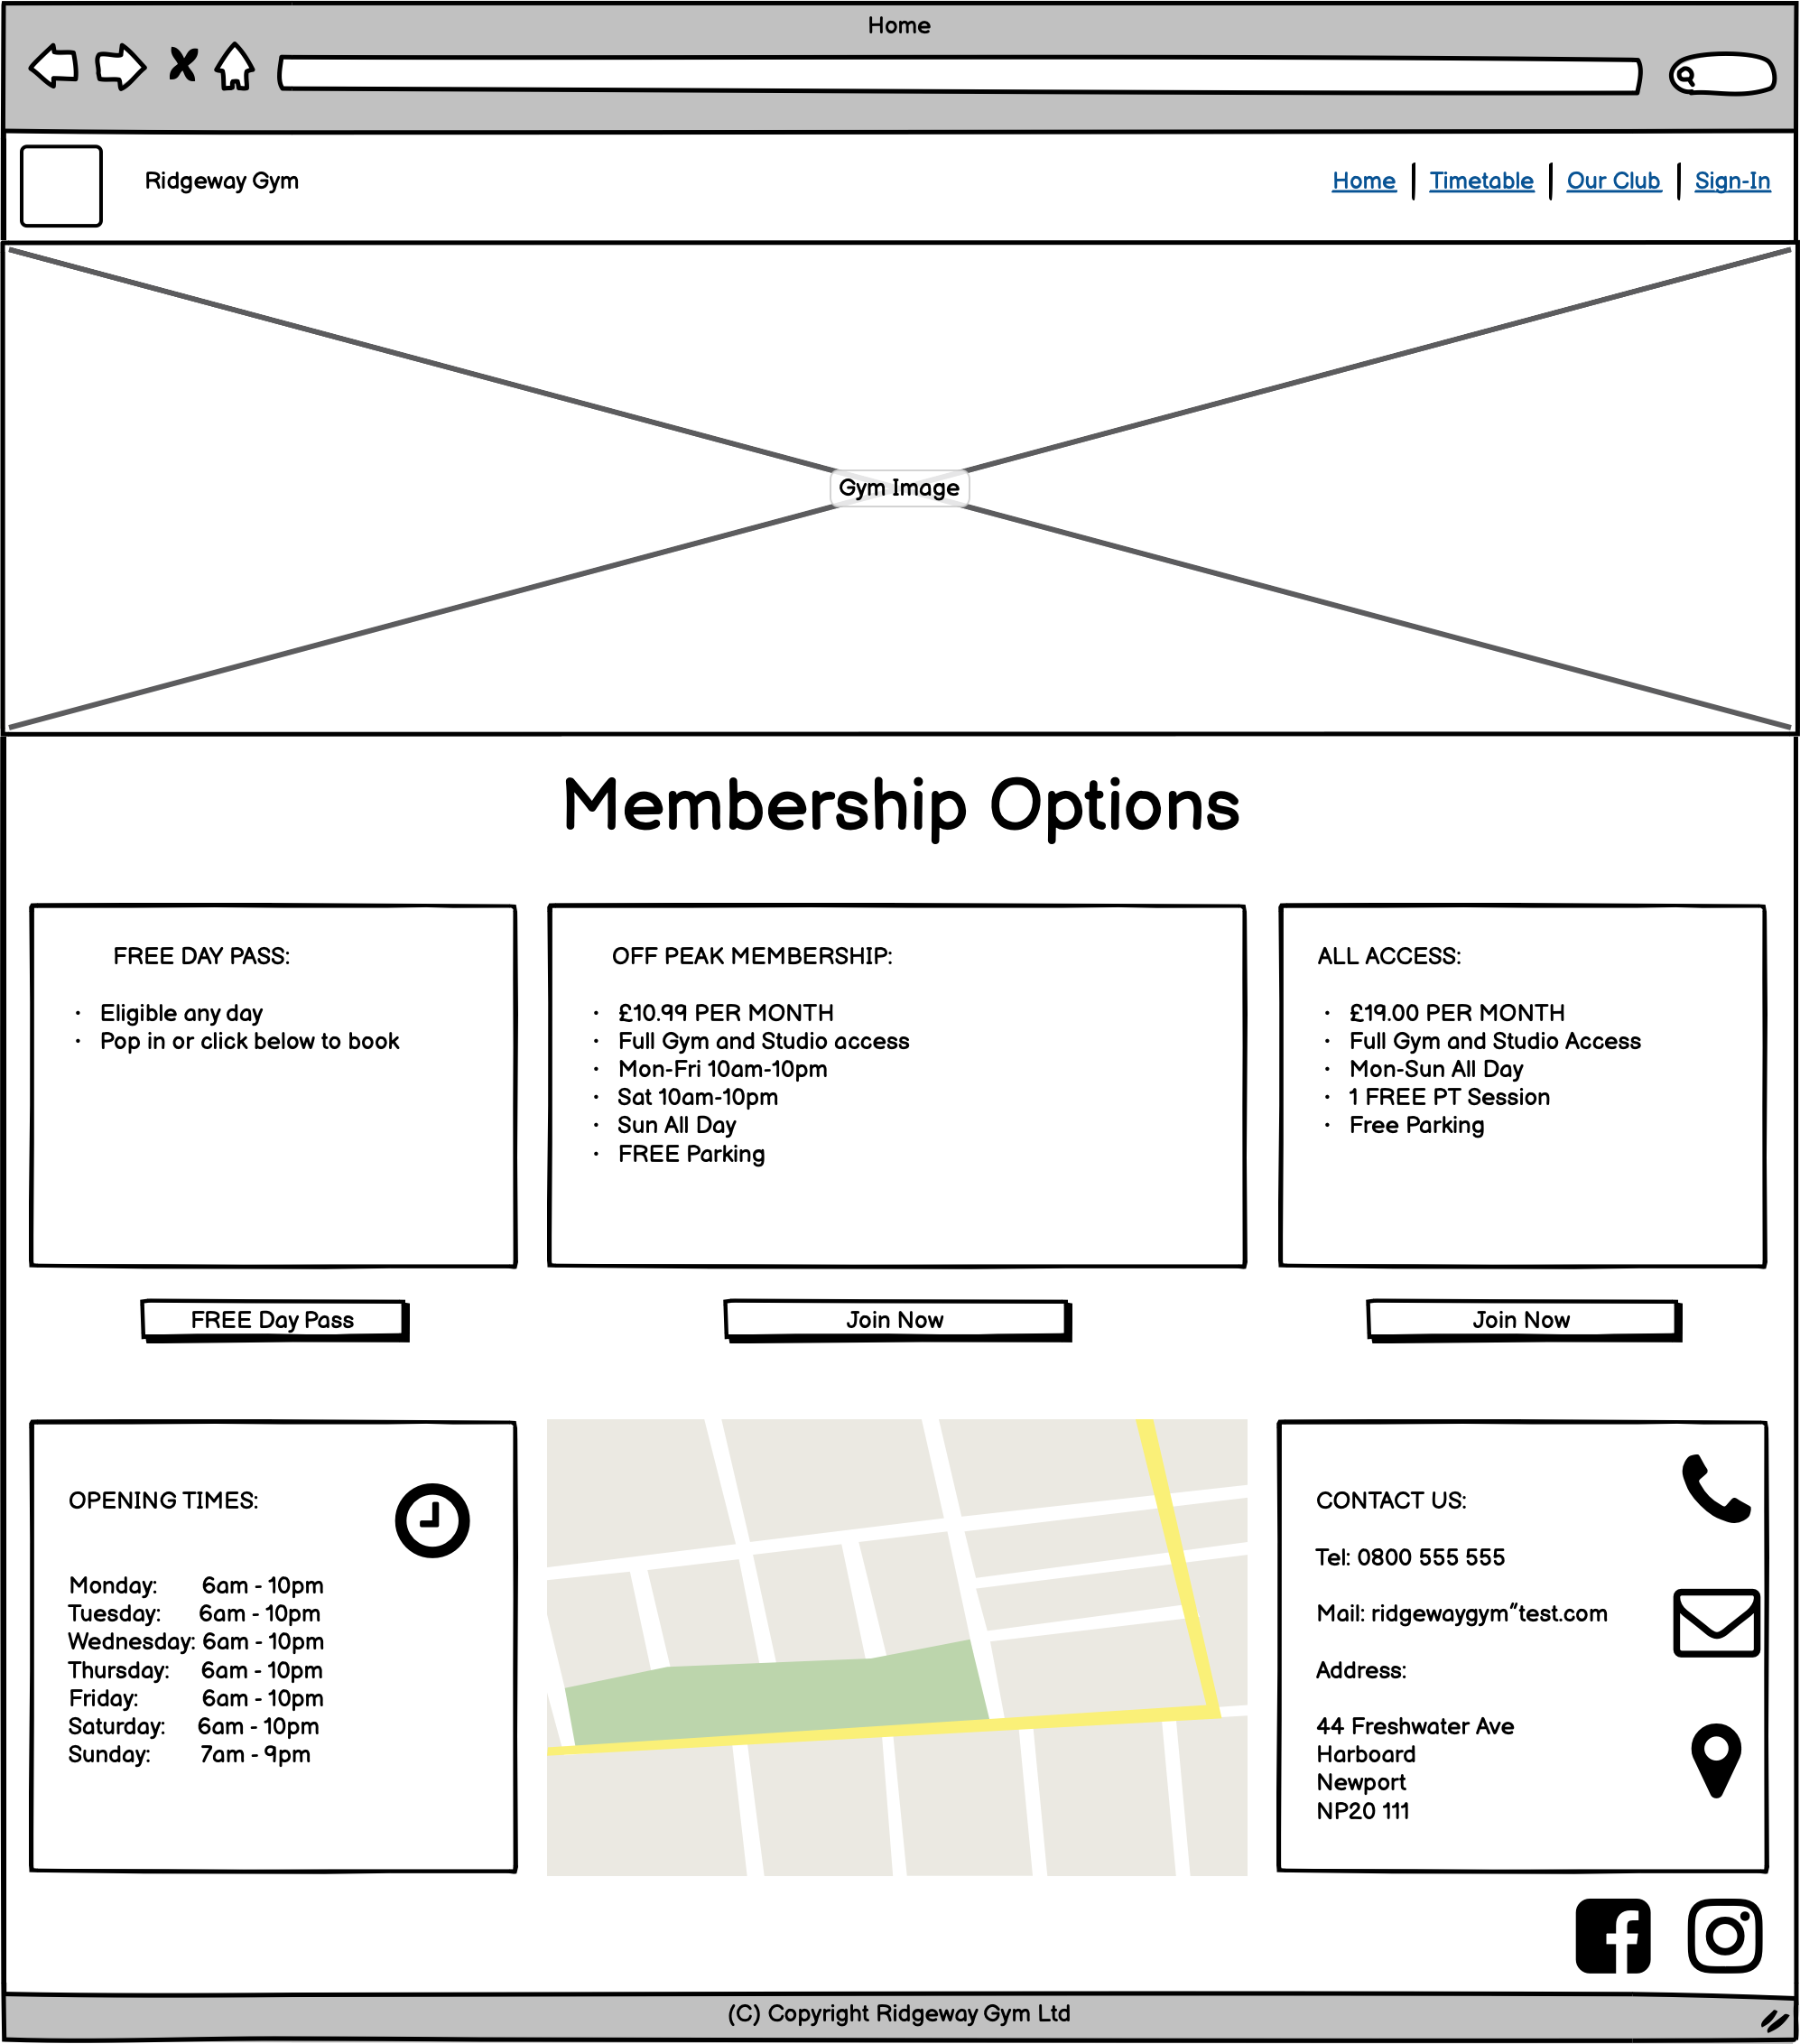 Home
Ridgeway Gym
Home
Timetable
Our Club
Sign-In
Gym Image
Membership Options
FREE DAY PASS:
• Eligible any day
• Pop in or click below to book
FREE Day Pass
OFF PEAK MEMBERSHIP:
• £10.99 PER MONTH
• Full Gym and Studio access
• Mon-Fri 10am-10pm
• Sat 10am-10pm
• Sun All Day
• FREE Parking
Join Now
ALL ACCESS:
• £19.00 PER MONTH
• Full Gym and Studio Access
• Mon-Sun All Day
• 1 FREE PT Session
• Free Parking
Join Now
OPENING TIMES:
Monday: 6am - 10pm
Tuesday: 6am - 10pm
Wednesday: 6am - 10pm
Thursday: 6am - 10pm
Friday: 6am - 10pm
Saturday: 6am - 10pm
Sunday: 7am - 9pm
CONTACT US:
Tel: 0800 555 555
Mail: ridgewaygym"test.com
Address:
44 Freshwater Ave
Harboard
Newport
NP20 111
(C) Copyright Ridgeway Gym Ltd